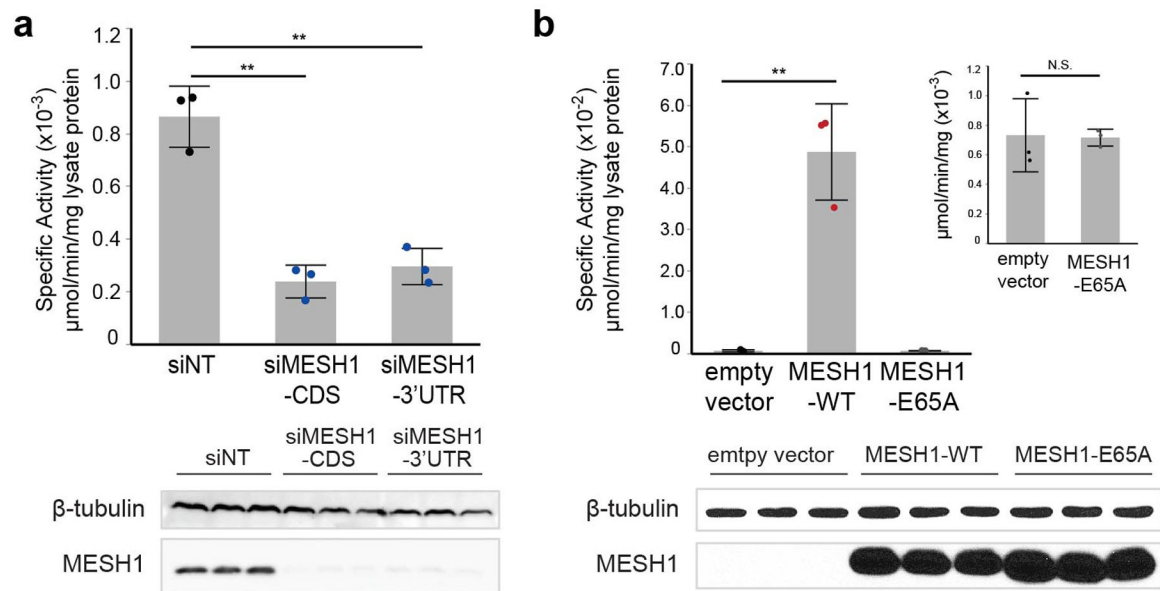 a
Specific Activity (x10⁻³)
µmol/min/mg lysate protein
1.2
1.0
0.8
0.6
0.4
0.2
0
**
**
siNT
siMESH1
-CDS
siMESH1
-3'UTR
siNT
siMESH1
-CDS
siMESH1
-3'UTR
β-tubulin
MESH1
b
Specific Activity (x10⁻²)
µmol/min/mg lysate protein
7.0
6.0
5.0
4.0
3.0
2.0
1.0
0
**
empty
vector
MESH1
-WT
MESH1
-E65A
µmol/min/mg (x10⁻³)
1.2
1.0
0.8
0.6
0.4
0.2
0
N.S.
empty
vector
MESH1
-E65A
emtpy vector
MESH1-WT
MESH1-E65A
β-tubulin
MESH1